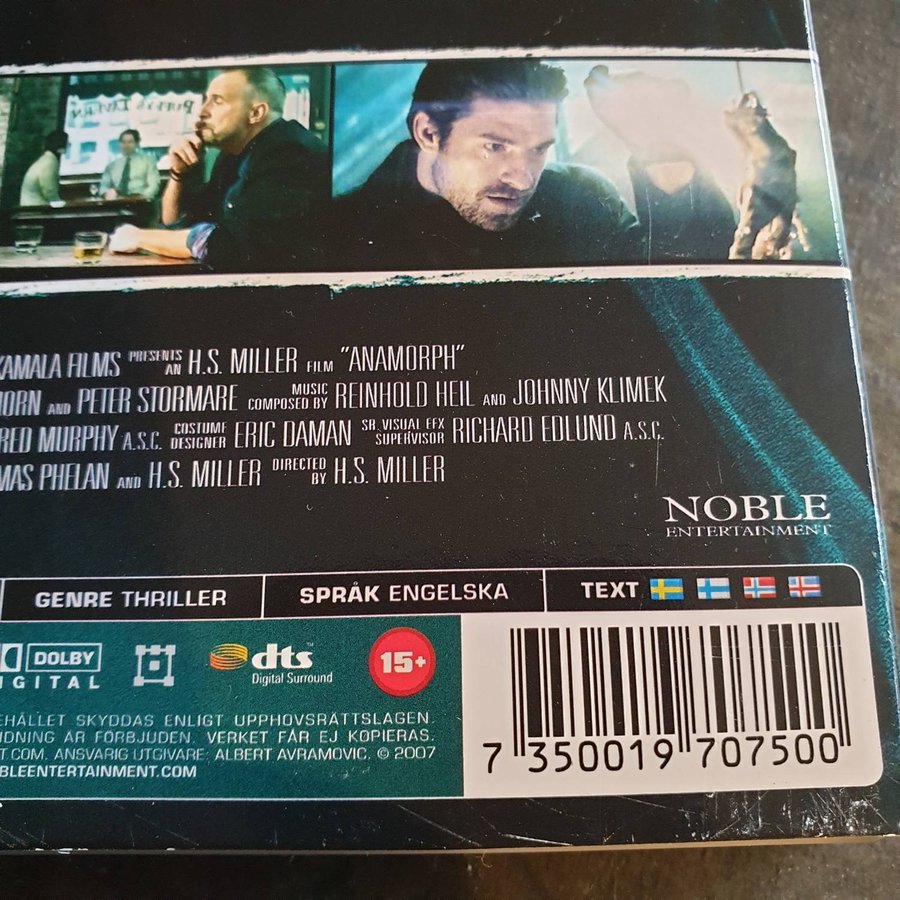 KAMALA FILMS PRESENTS AN H.S. MILLER FILM "ANAMORPH"
HORN AND PETER STORMARE MUSIC COMPOSED BY REINHOLD HEIL AND JOHNNY KLIMEK
FRED MURPHY A.S.C. COSTUME DESIGNER ERIC DAMAN SR. VISUAL EFX SUPERVISOR RICHARD EDLUND A.S.C.
MAS PHELAN AND H.S. MILLER DIRECTED BY H.S. MILLER
NOBLE
ENTERTAINMENT
GENRE THRILLER SPRÅK ENGELSKA TEXT
DOLBY
DIGITAL
dts
Digital Surround
15+
EHÅLLET SKYDDAS ENLIGT UPPHOVSRÄTTSLAGEN.
DNING ÄR FÖRBJUDEN. VERKET FÅR EJ KOPIERAS.
T.COM. ANSVARIG UTGIVARE: ALBERT AVRAMOVIC. © 2007
BLEENTERTAINMENT.COM
7 350019 707500